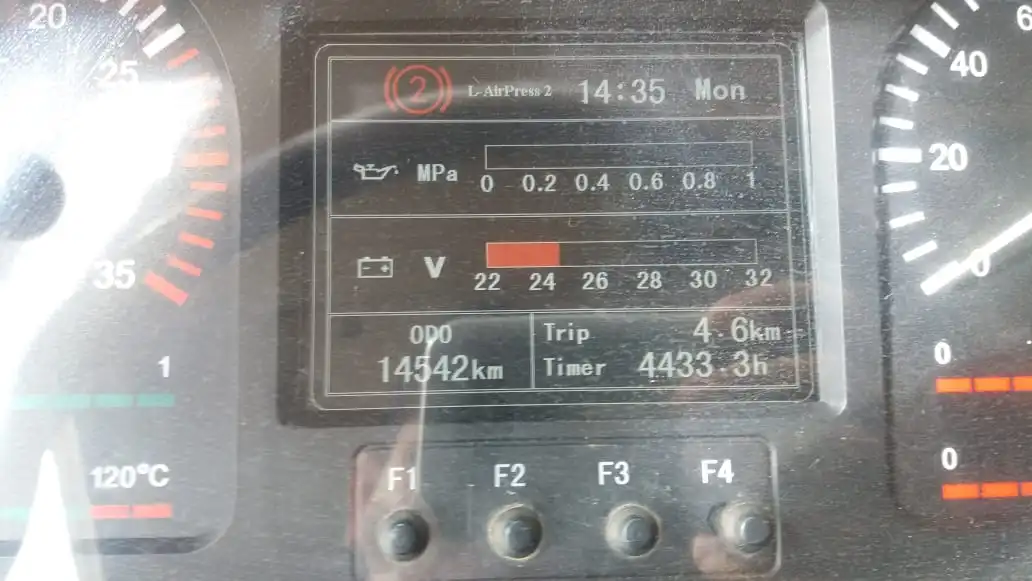 20
25
35
1
120°C
2 L-AirPress 2 14:35 Mon
MPa
0 0.2 0.4 0.6 0.8 1
V
22 24 26 28 30 32
ODO
14542km
Trip 4.6km
Timer 4433.3h
F1 F2 F3 F4
6
40
20
0
0
0